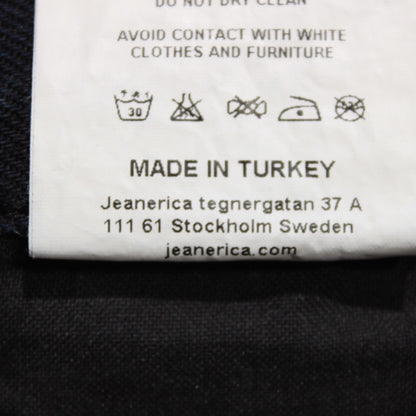 DO NOT DRY CLEAN
AVOID CONTACT WITH WHITE
CLOTHES AND FURNITURE
30
MADE IN TURKEY
Jeanerica tegnergatan 37 A
111 61 Stockholm Sweden
jeanerica.com